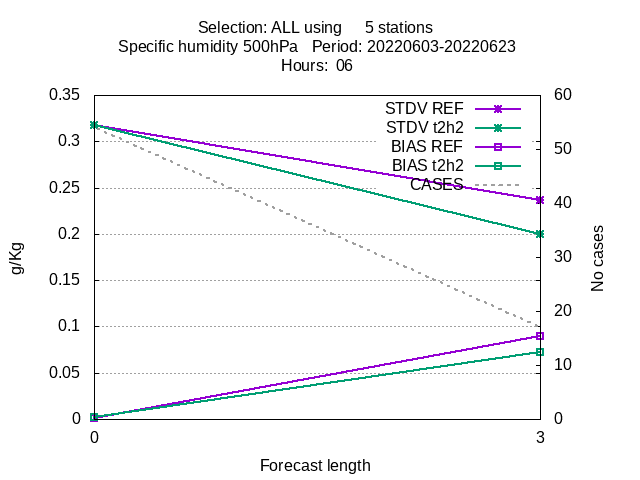 Selection: ALL using     5 stations
Specific humidity 500hPa   Period: 20220603-20220623
Hours:  06
0.35
0.3
0.25
0.2
0.15
0.1
0.05
0
60
50
40
30
20
10
0
STDV REF
STDV t2h2
BIAS REF
BIAS t2h2
CASES
g/Kg
No cases
0
3
Forecast length